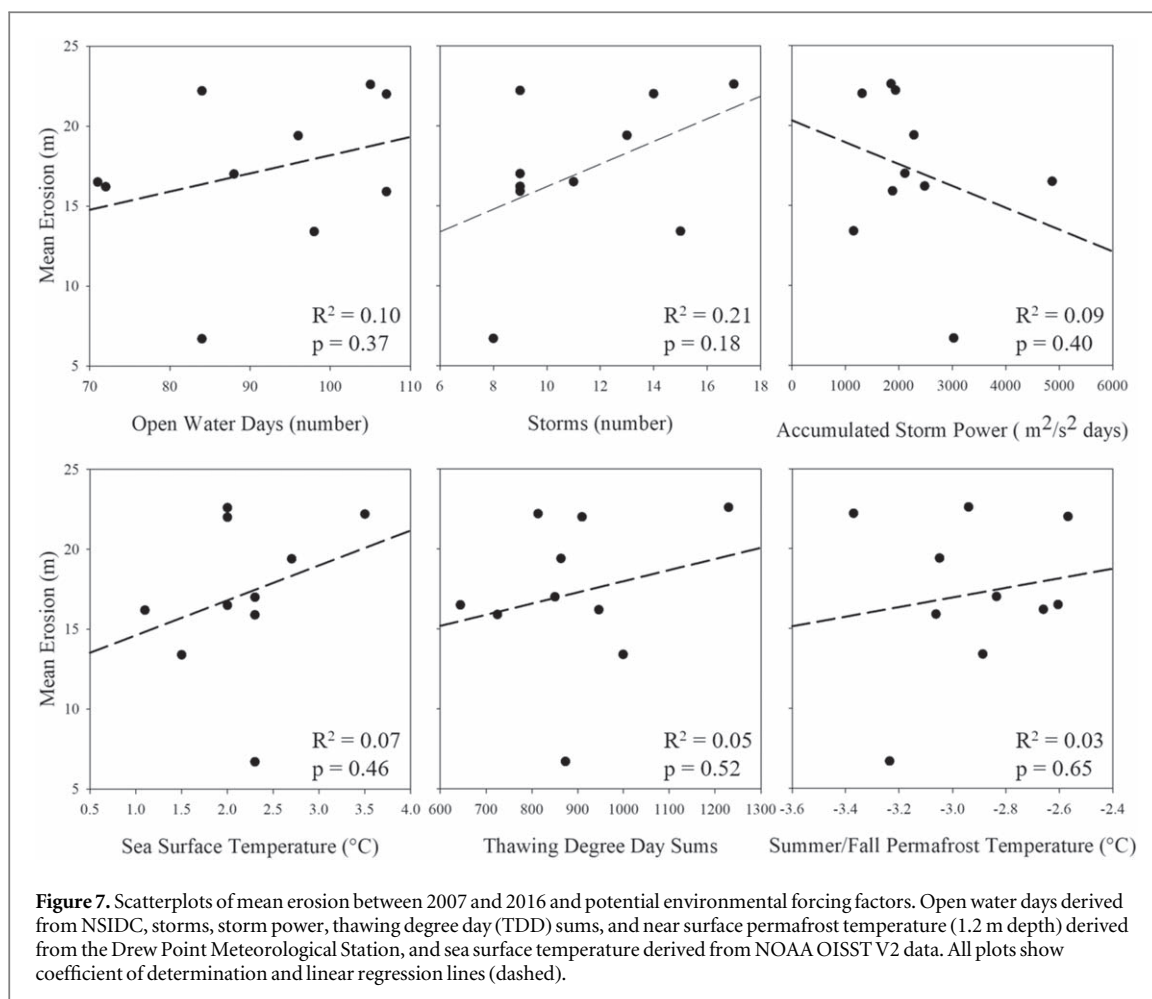 25
20
15
10
5
Mean Erosion (m)
R² = 0.10
p = 0.37
70 80 90 100 110
Open Water Days (number)
R² = 0.21
p = 0.18
6 8 10 12 14 16 18
Storms (number)
R² = 0.09
p = 0.40
0 1000 2000 3000 4000 5000 6000
Accumulated Storm Power ( m²/s² days)
25
20
15
10
5
Mean Erosion (m)
R² = 0.07
p = 0.46
0.5 1.0 1.5 2.0 2.5 3.0 3.5 4.0
Sea Surface Temperature (°C)
R² = 0.05
p = 0.52
600 700 800 900 1000 1100 1200 1300
Thawing Degree Day Sums
R² = 0.03
p = 0.65
-3.6 -3.4 -3.2 -3.0 -2.8 -2.6 -2.4
Summer/Fall Permafrost Temperature (°C)
Figure 7. Scatterplots of mean erosion between 2007 and 2016 and potential environmental forcing factors. Open water days derived
from NSIDC, storms, storm power, thawing degree day (TDD) sums, and near surface permafrost temperature (1.2 m depth) derived
from the Drew Point Meteorological Station, and sea surface temperature derived from NOAA OISST V2 data. All plots show
coefficient of determination and linear regression lines (dashed).